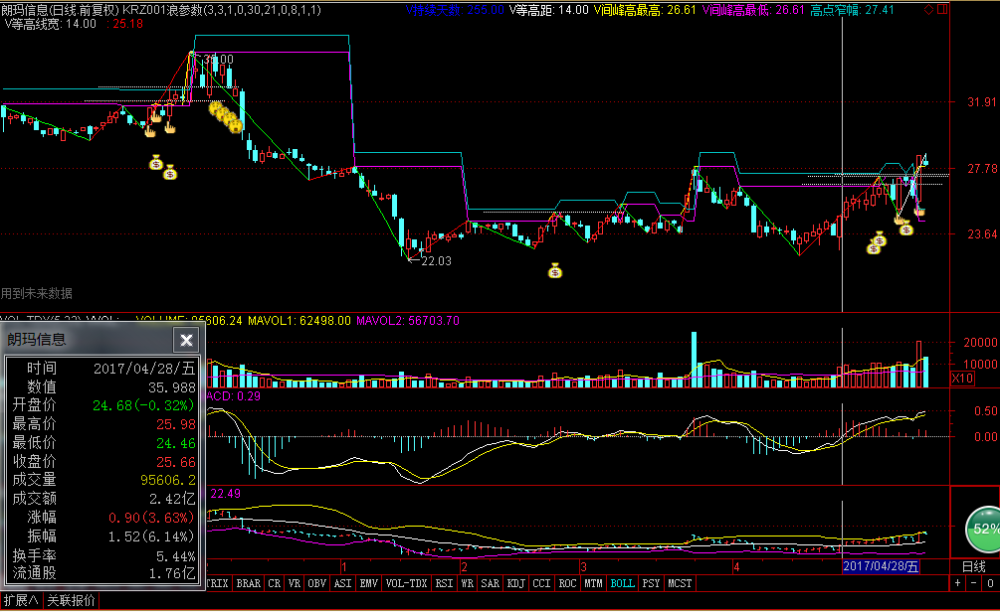 朗玛信息(日线,前复权) KRZ001浪参数(3,3,1,0,30,21,0,8,1,1) V持续天数: 255.00 V等高距: 14.00 V间峰高最高: 26.61 V间峰高最低: 26.61 高点窄幅: 27.41
V等高线宽: 14.00 : 25.18
35.00
31.91
27.78
23.64
22.03
用到未来数据
VOL-TDX(5,22) VVOL: - VOLUME: 95606.24 MAVOL1: 62498.00 MAVOL2: 56703.70
20000
10000
X10
朗玛信息
时间 2017/04/28/五
数值 35.988
开盘价 24.68(-0.32%)
最高价 25.98
最低价 24.46
收盘价 25.66
成交量 95606.2
成交额 2.42亿
涨幅 0.90(3.63%)
振幅 1.52(6.14%)
换手率 5.44%
流通股 1.76亿
ACD: 0.29
0.50
0.00
22.49
52%
1 2 3 4 2017/04/28/五 日线
TRIX BRAR CR VR OBV ASI EMV VOL-TDX RSI WR SAR KDJ CCI ROC MTM BOLL PSY MCST + -
扩展∧ 关联报价